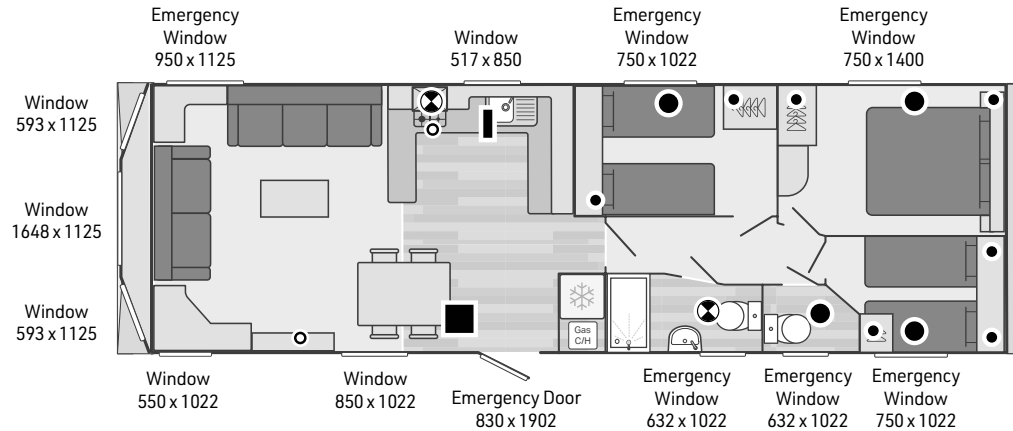 Emergency
Window
950 x 1125
Window
517 x 850
Emergency
Window
750 x 1022
Emergency
Window
750 x 1400
Window
593 x 1125
Window
1648 x 1125
Window
593 x 1125
Gas
C/H
Window
550 x 1022
Window
850 x 1022
Emergency Door
830 x 1902
Emergency
Window
632 x 1022
Emergency
Window
632 x 1022
Emergency
Window
750 x 1022